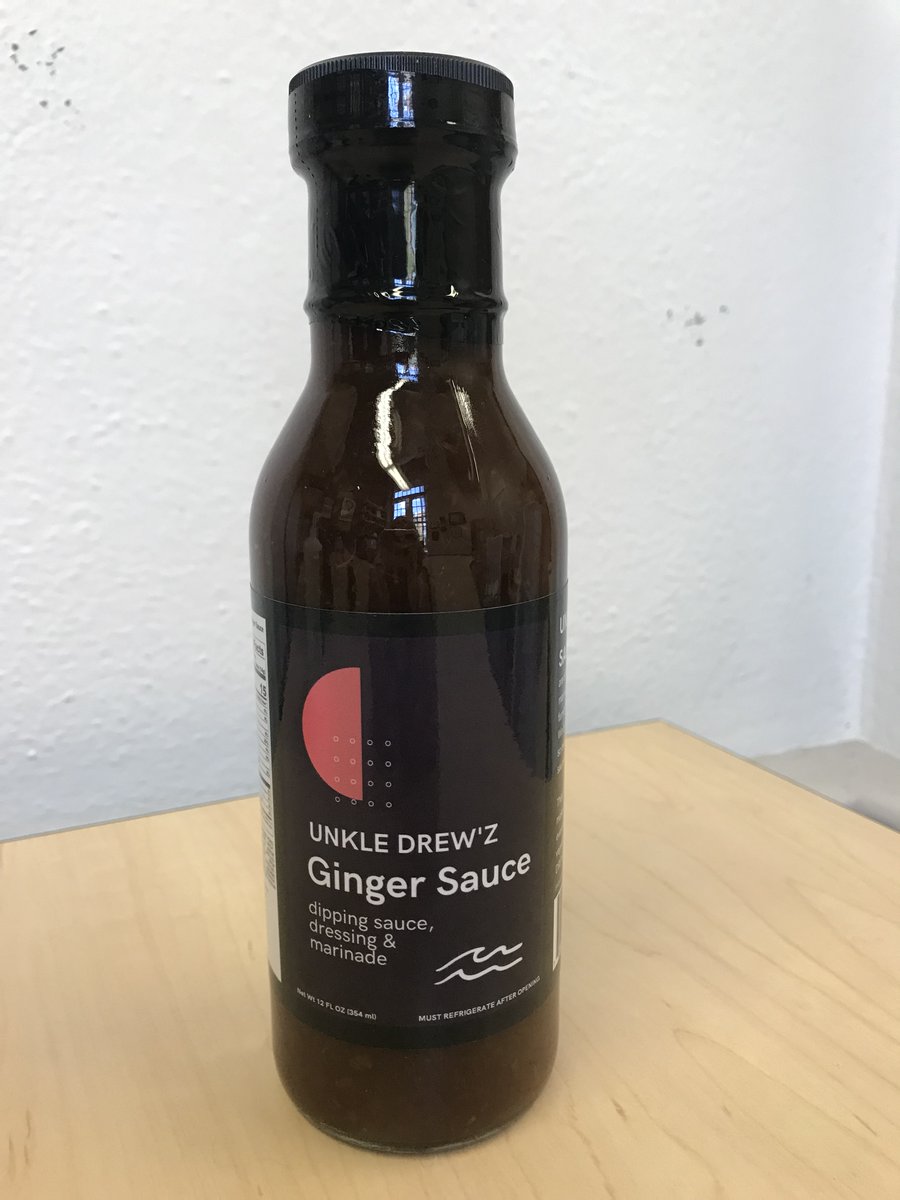 UNKLE DREW'Z
Ginger Sauce
dipping sauce,
dressing &
marinade
Net Wt 12 FL OZ (354 ml)
MUST REFRIGERATE AFTER OPENING